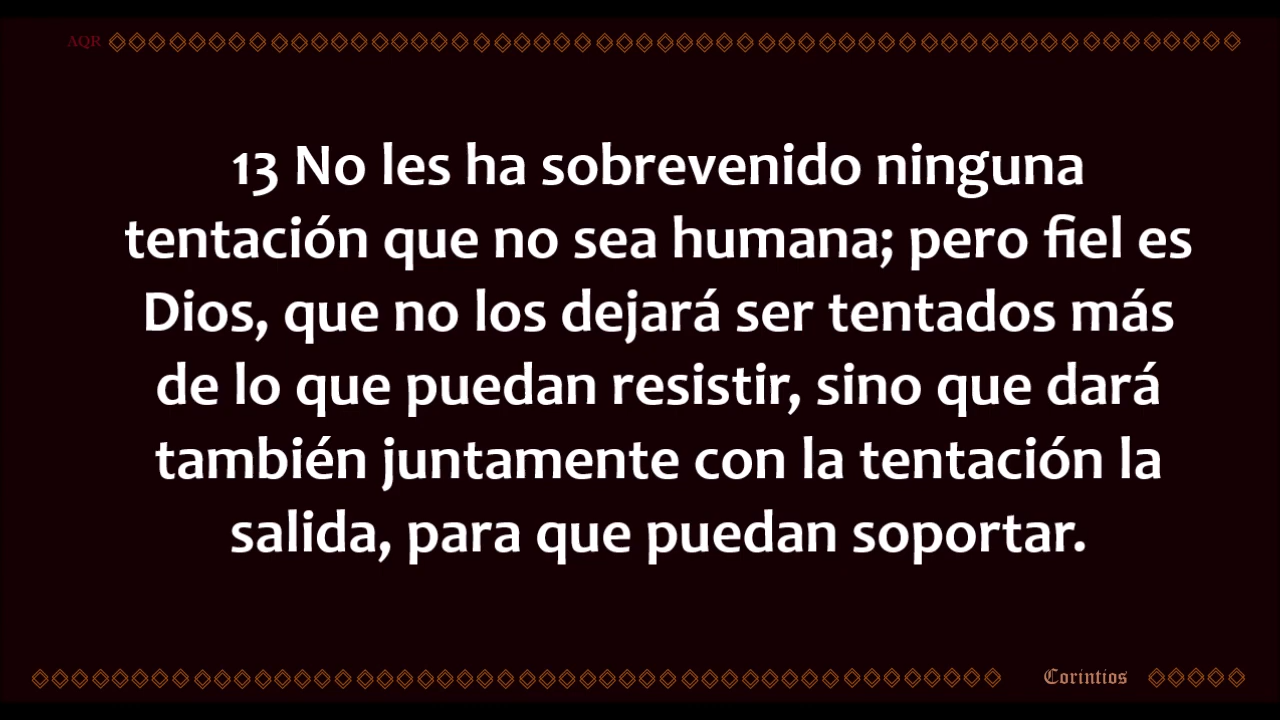 AQR
13 No les ha sobrevenido ninguna
tentación que no sea humana; pero fiel es
Dios, que no los dejará ser tentados más
de lo que puedan resistir, sino que dará
también juntamente con la tentación la
salida, para que puedan soportar.
Corintios